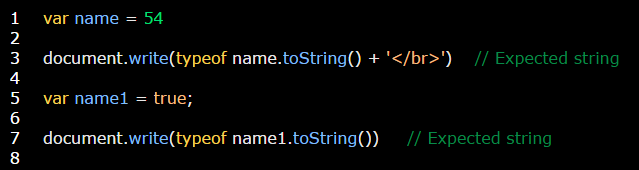 1 var name = 54
2
3 document.write(typeof name.toString() + '</br>') // Expected string
4
5 var name1 = true;
6
7 document.write(typeof name1.toString()) // Expected string
8